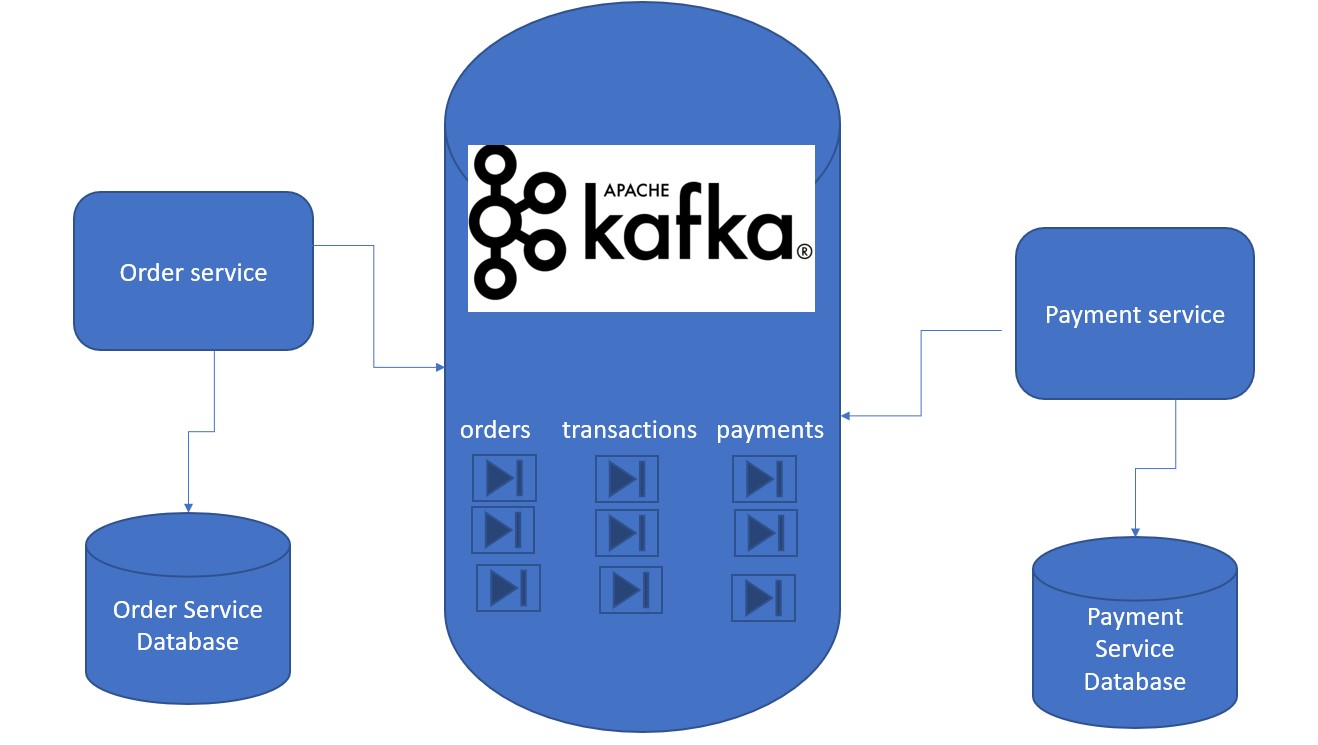 APACHE
kafka®
Order service
Payment service
orders transactions payments
Order Service
Database
Payment
Service
Database